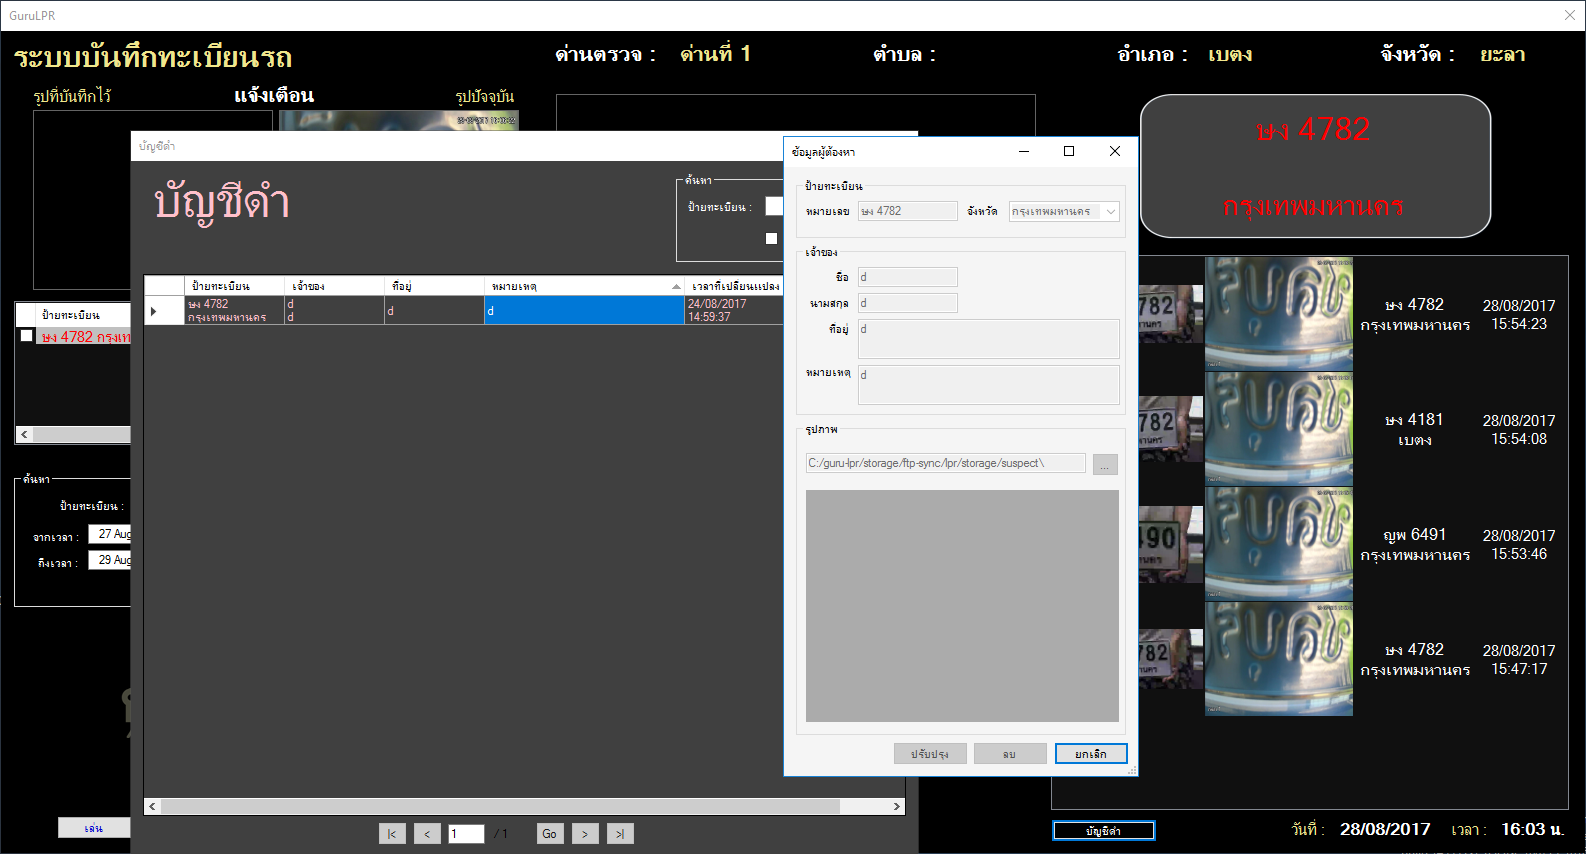 GuruLPR
ระบบบันทึกทะเบียนรถ
ด่านตรวจ : ด่านที่ 1 ตำบล : อำเภอ : เบตง จังหวัด : ยะลา
รูปที่บันทึกไว้ แจ้งเตือน รูปปัจจุบัน
ษง 4782
กรุงเทพมหานคร
ป้ายทะเบียน
ษง 4782 กรุงเท
ค้นหา
ป้ายทะเบียน :
จากเวลา : 27 Aug
ถึงเวลา : 29 Aug
เล่น
บัญชีดำ
บัญชีดำ
ค้นหา
ป้ายทะเบียน :
ป้ายทะเบียน เจ้าของ ที่อยู่ หมายเหตุ เวลาที่เปลี่ยนแปลง
ษง 4782 d d d 24/08/2017
กรุงเทพมหานคร d 14:59:37
|< < 1 / 1 Go > >|
ข้อมูลผู้ต้องหา
ป้ายทะเบียน
หมายเลข ษง 4782 จังหวัด กรุงเทพมหานคร
เจ้าของ
ชื่อ d
นามสกุล d
ที่อยู่ d
หมายเหตุ d
รูปภาพ
C:/guru-lpr/storage/ftp-sync/lpr/storage/suspect\ ...
ปรับปรุง ลบ ยกเลิก
782 ษง 4782 28/08/2017
กรุงเทพมหานคร 15:54:23
782 ษง 4181 28/08/2017
เบตง 15:54:08
490 ญพ 6491 28/08/2017
กรุงเทพมหานคร 15:53:46
782 ษง 4782 28/08/2017
กรุงเทพมหานคร 15:47:17
บัญชีดำ วันที่ : 28/08/2017 เวลา : 16:03 น.